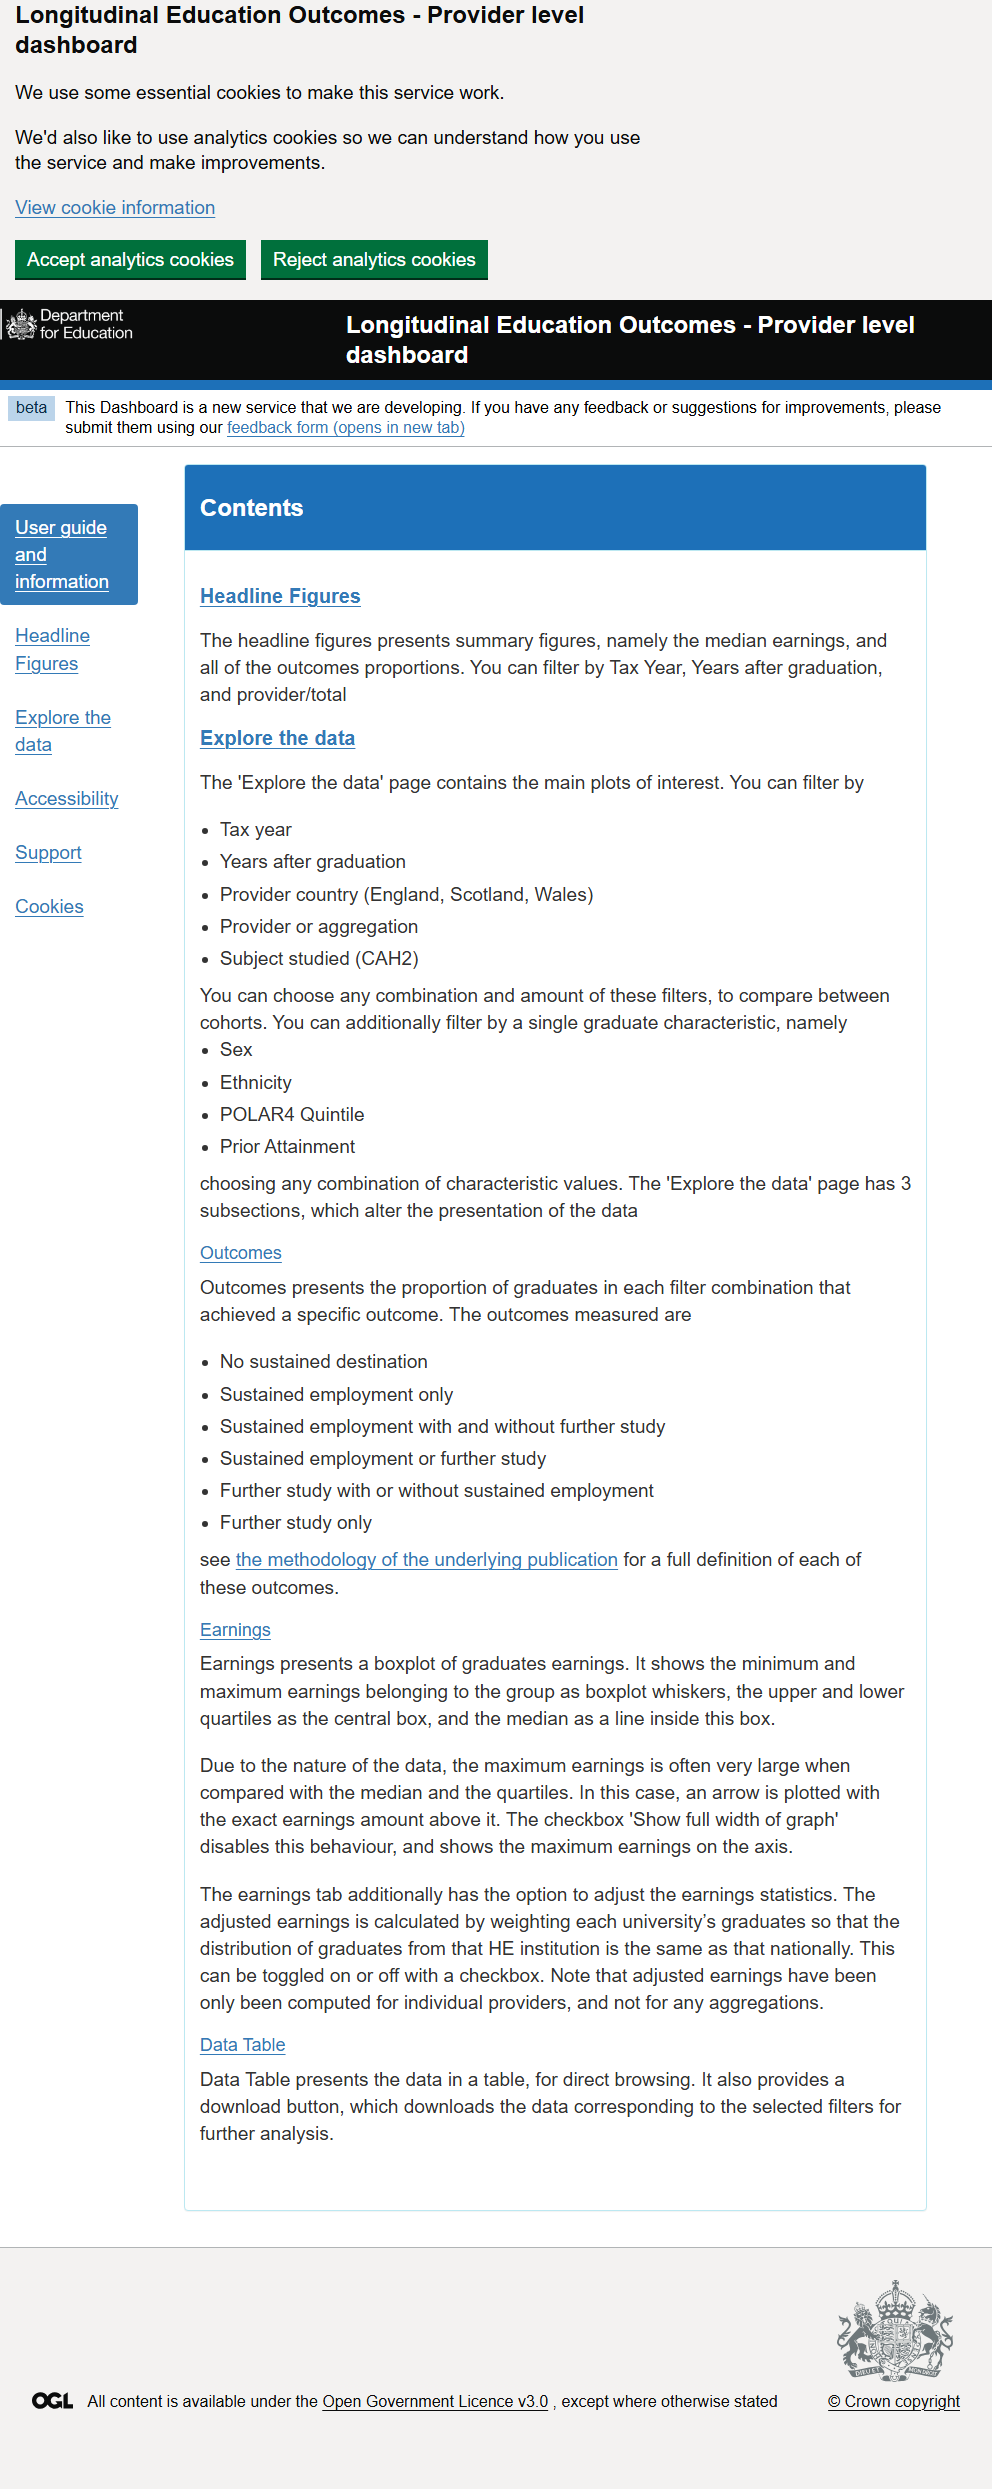 Longitudinal Education Outcomes - Provider level
dashboard
We use some essential cookies to make this service work.
We'd also like to use analytics cookies so we can understand how you use
the service and make improvements.
View cookie information
Accept analytics cookies
Reject analytics cookies
Department
for Education
Longitudinal Education Outcomes - Provider level
dashboard
beta
This Dashboard is a new service that we are developing. If you have any feedback or suggestions for improvements, please
submit them using our feedback form (opens in new tab)
User guide
and
information
Headline
Figures
Explore the
data
Accessibility
Support
Cookies
Contents
Headline Figures
The headline figures presents summary figures, namely the median earnings, and
all of the outcomes proportions. You can filter by Tax Year, Years after graduation,
and provider/total
Explore the data
The 'Explore the data' page contains the main plots of interest. You can filter by
• Tax year
• Years after graduation
• Provider country (England, Scotland, Wales)
• Provider or aggregation
• Subject studied (CAH2)
You can choose any combination and amount of these filters, to compare between
cohorts. You can additionally filter by a single graduate characteristic, namely
• Sex
• Ethnicity
• POLAR4 Quintile
• Prior Attainment
choosing any combination of characteristic values. The 'Explore the data' page has 3
subsections, which alter the presentation of the data
Outcomes
Outcomes presents the proportion of graduates in each filter combination that
achieved a specific outcome. The outcomes measured are
• No sustained destination
• Sustained employment only
• Sustained employment with and without further study
• Sustained employment or further study
• Further study with or without sustained employment
• Further study only
see the methodology of the underlying publication for a full definition of each of
these outcomes.
Earnings
Earnings presents a boxplot of graduates earnings. It shows the minimum and
maximum earnings belonging to the group as boxplot whiskers, the upper and lower
quartiles as the central box, and the median as a line inside this box.
Due to the nature of the data, the maximum earnings is often very large when
compared with the median and the quartiles. In this case, an arrow is plotted with
the exact earnings amount above it. The checkbox 'Show full width of graph'
disables this behaviour, and shows the maximum earnings on the axis.
The earnings tab additionally has the option to adjust the earnings statistics. The
adjusted earnings is calculated by weighting each university’s graduates so that the
distribution of graduates from that HE institution is the same as that nationally. This
can be toggled on or off with a checkbox. Note that adjusted earnings have been
only been computed for individual providers, and not for any aggregations.
Data Table
Data Table presents the data in a table, for direct browsing. It also provides a
download button, which downloads the data corresponding to the selected filters for
further analysis.
DIEU ET MON DROIT
OGL
All content is available under the Open Government Licence v3.0 , except where otherwise stated
© Crown copyright